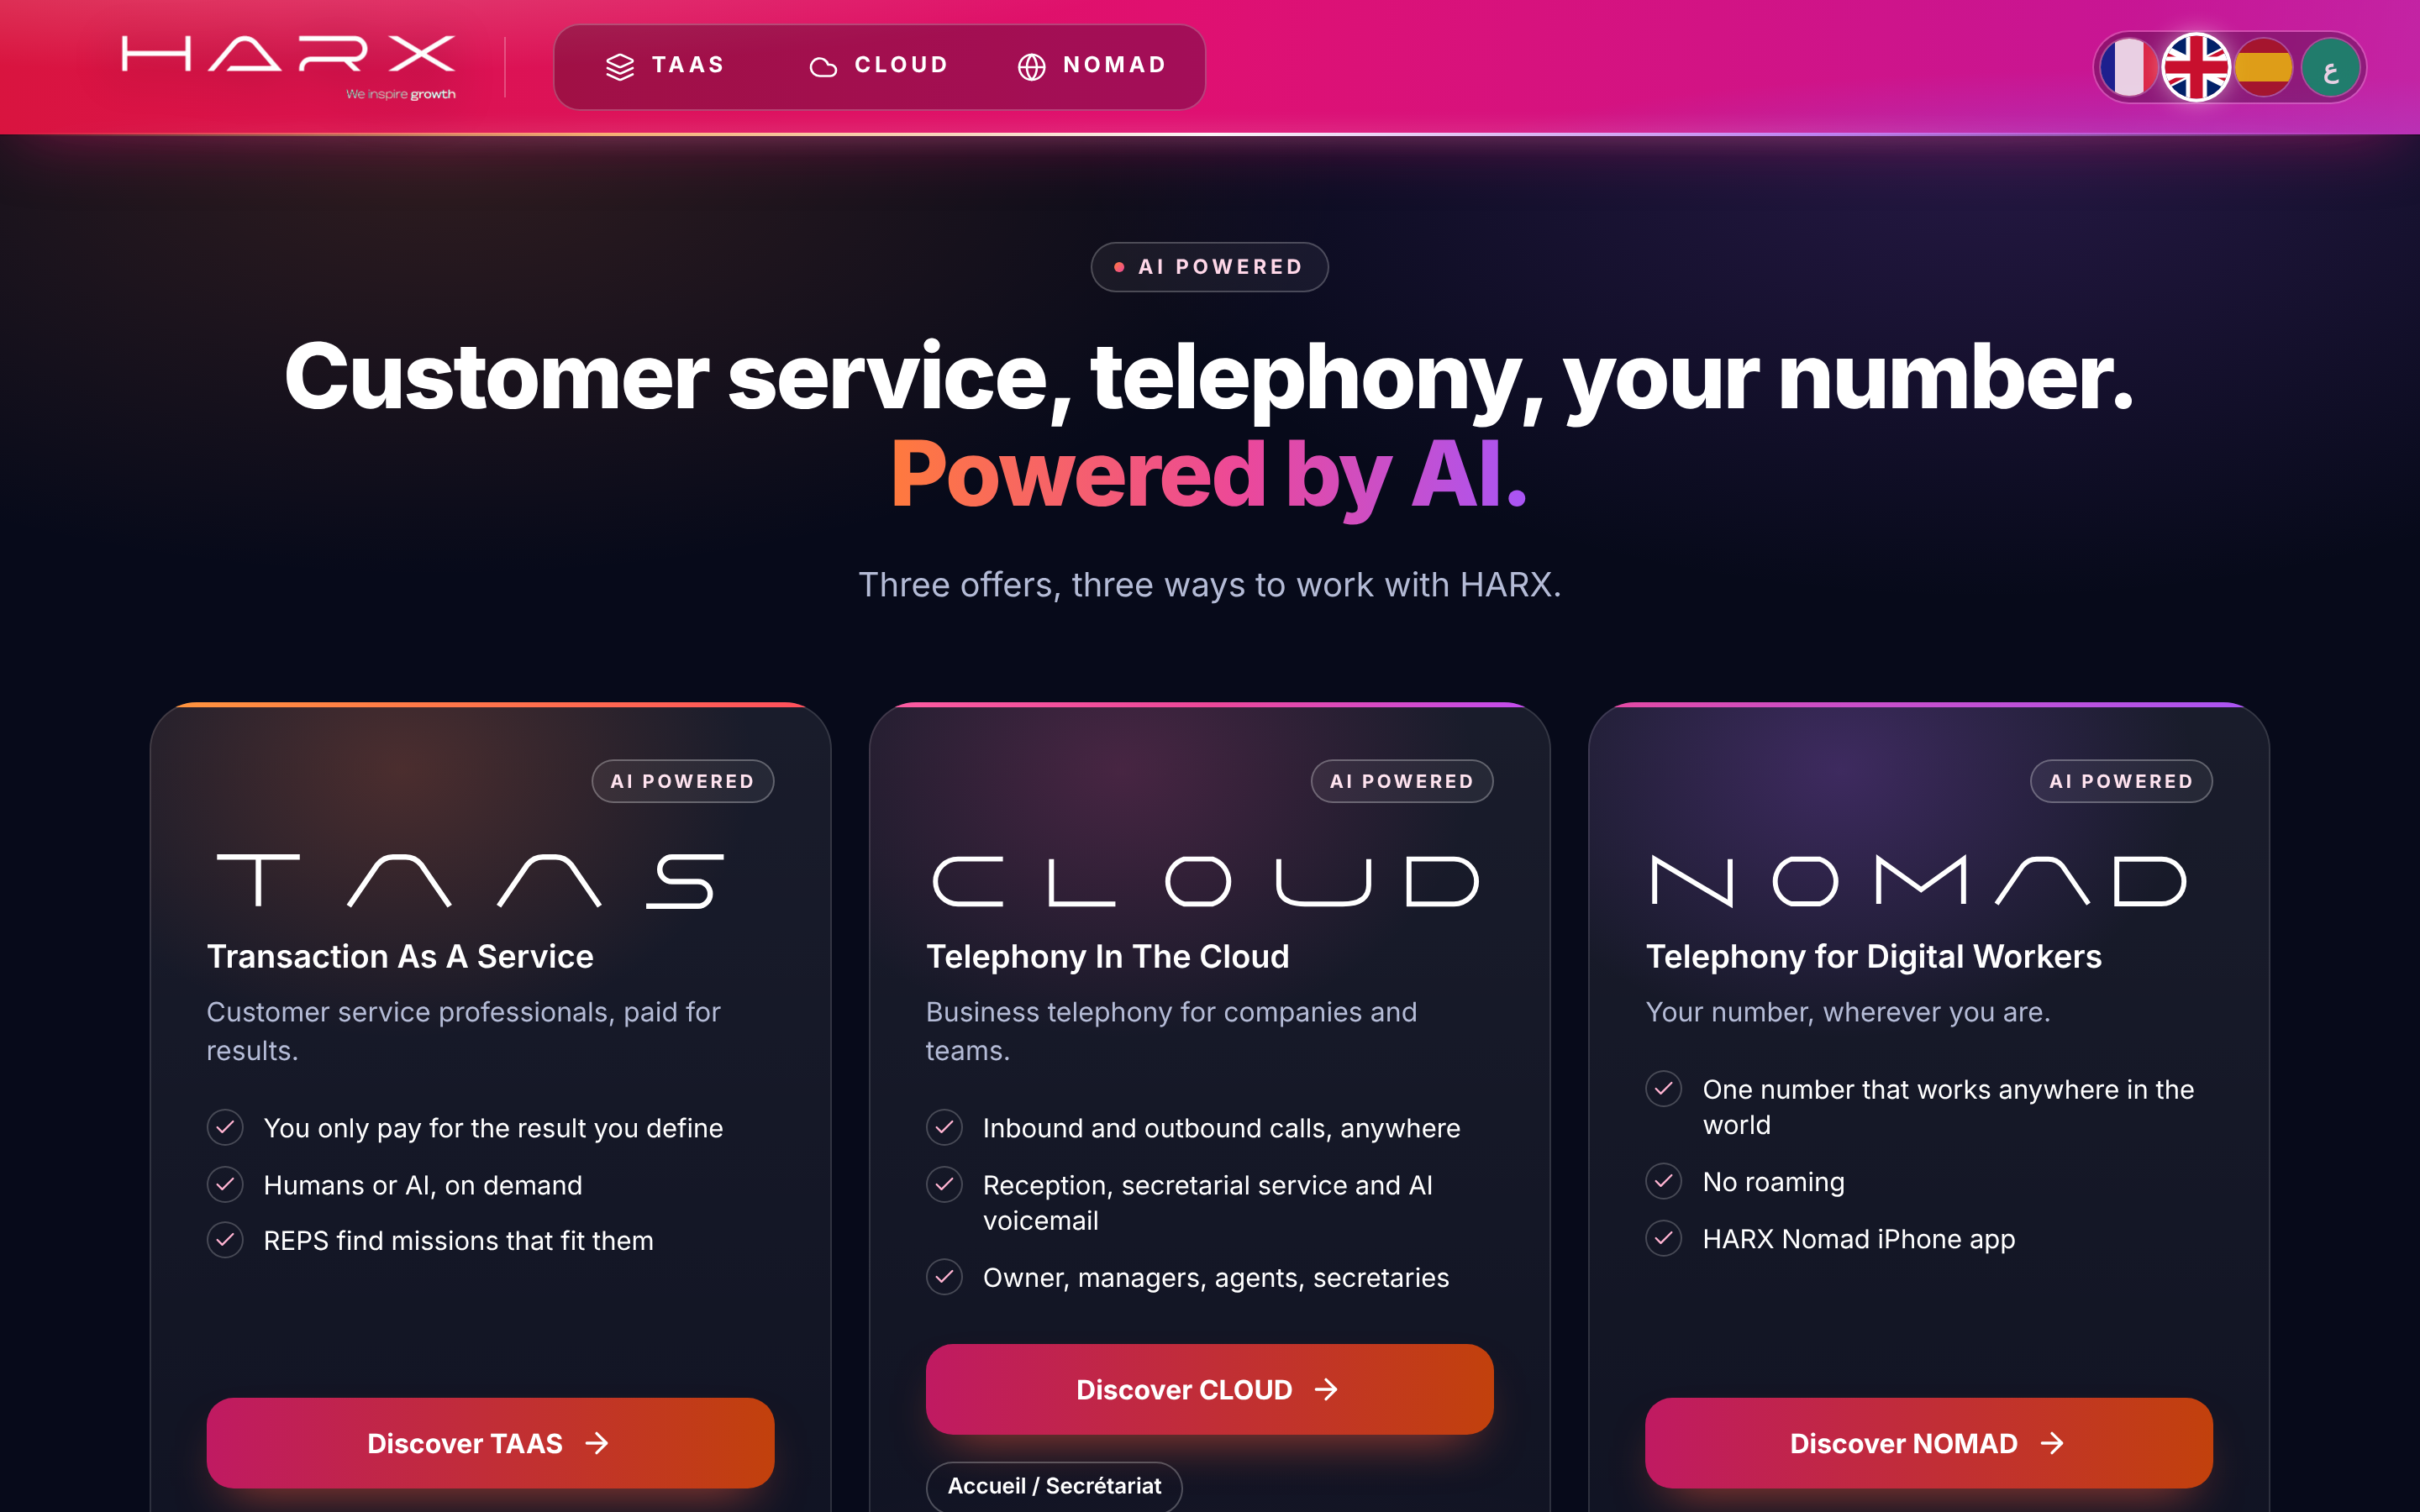 HARX
We inspire growth
TAAS
CLOUD
NOMAD
ع
AI POWERED
Customer service, telephony, your number.
Powered by AI.
Three offers, three ways to work with HARX.
AI POWERED
TAAS
Transaction As A Service
Customer service professionals, paid for
results.
You only pay for the result you define
Humans or AI, on demand
REPS find missions that fit them
Discover TAAS
AI POWERED
CLOUD
Telephony In The Cloud
Business telephony for companies and
teams.
Inbound and outbound calls, anywhere
Reception, secretarial service and AI
voicemail
Owner, managers, agents, secretaries
Discover CLOUD
Accueil / Secrétariat
AI POWERED
NOMAD
Telephony for Digital Workers
Your number, wherever you are.
One number that works anywhere in the
world
No roaming
HARX Nomad iPhone app
Discover NOMAD